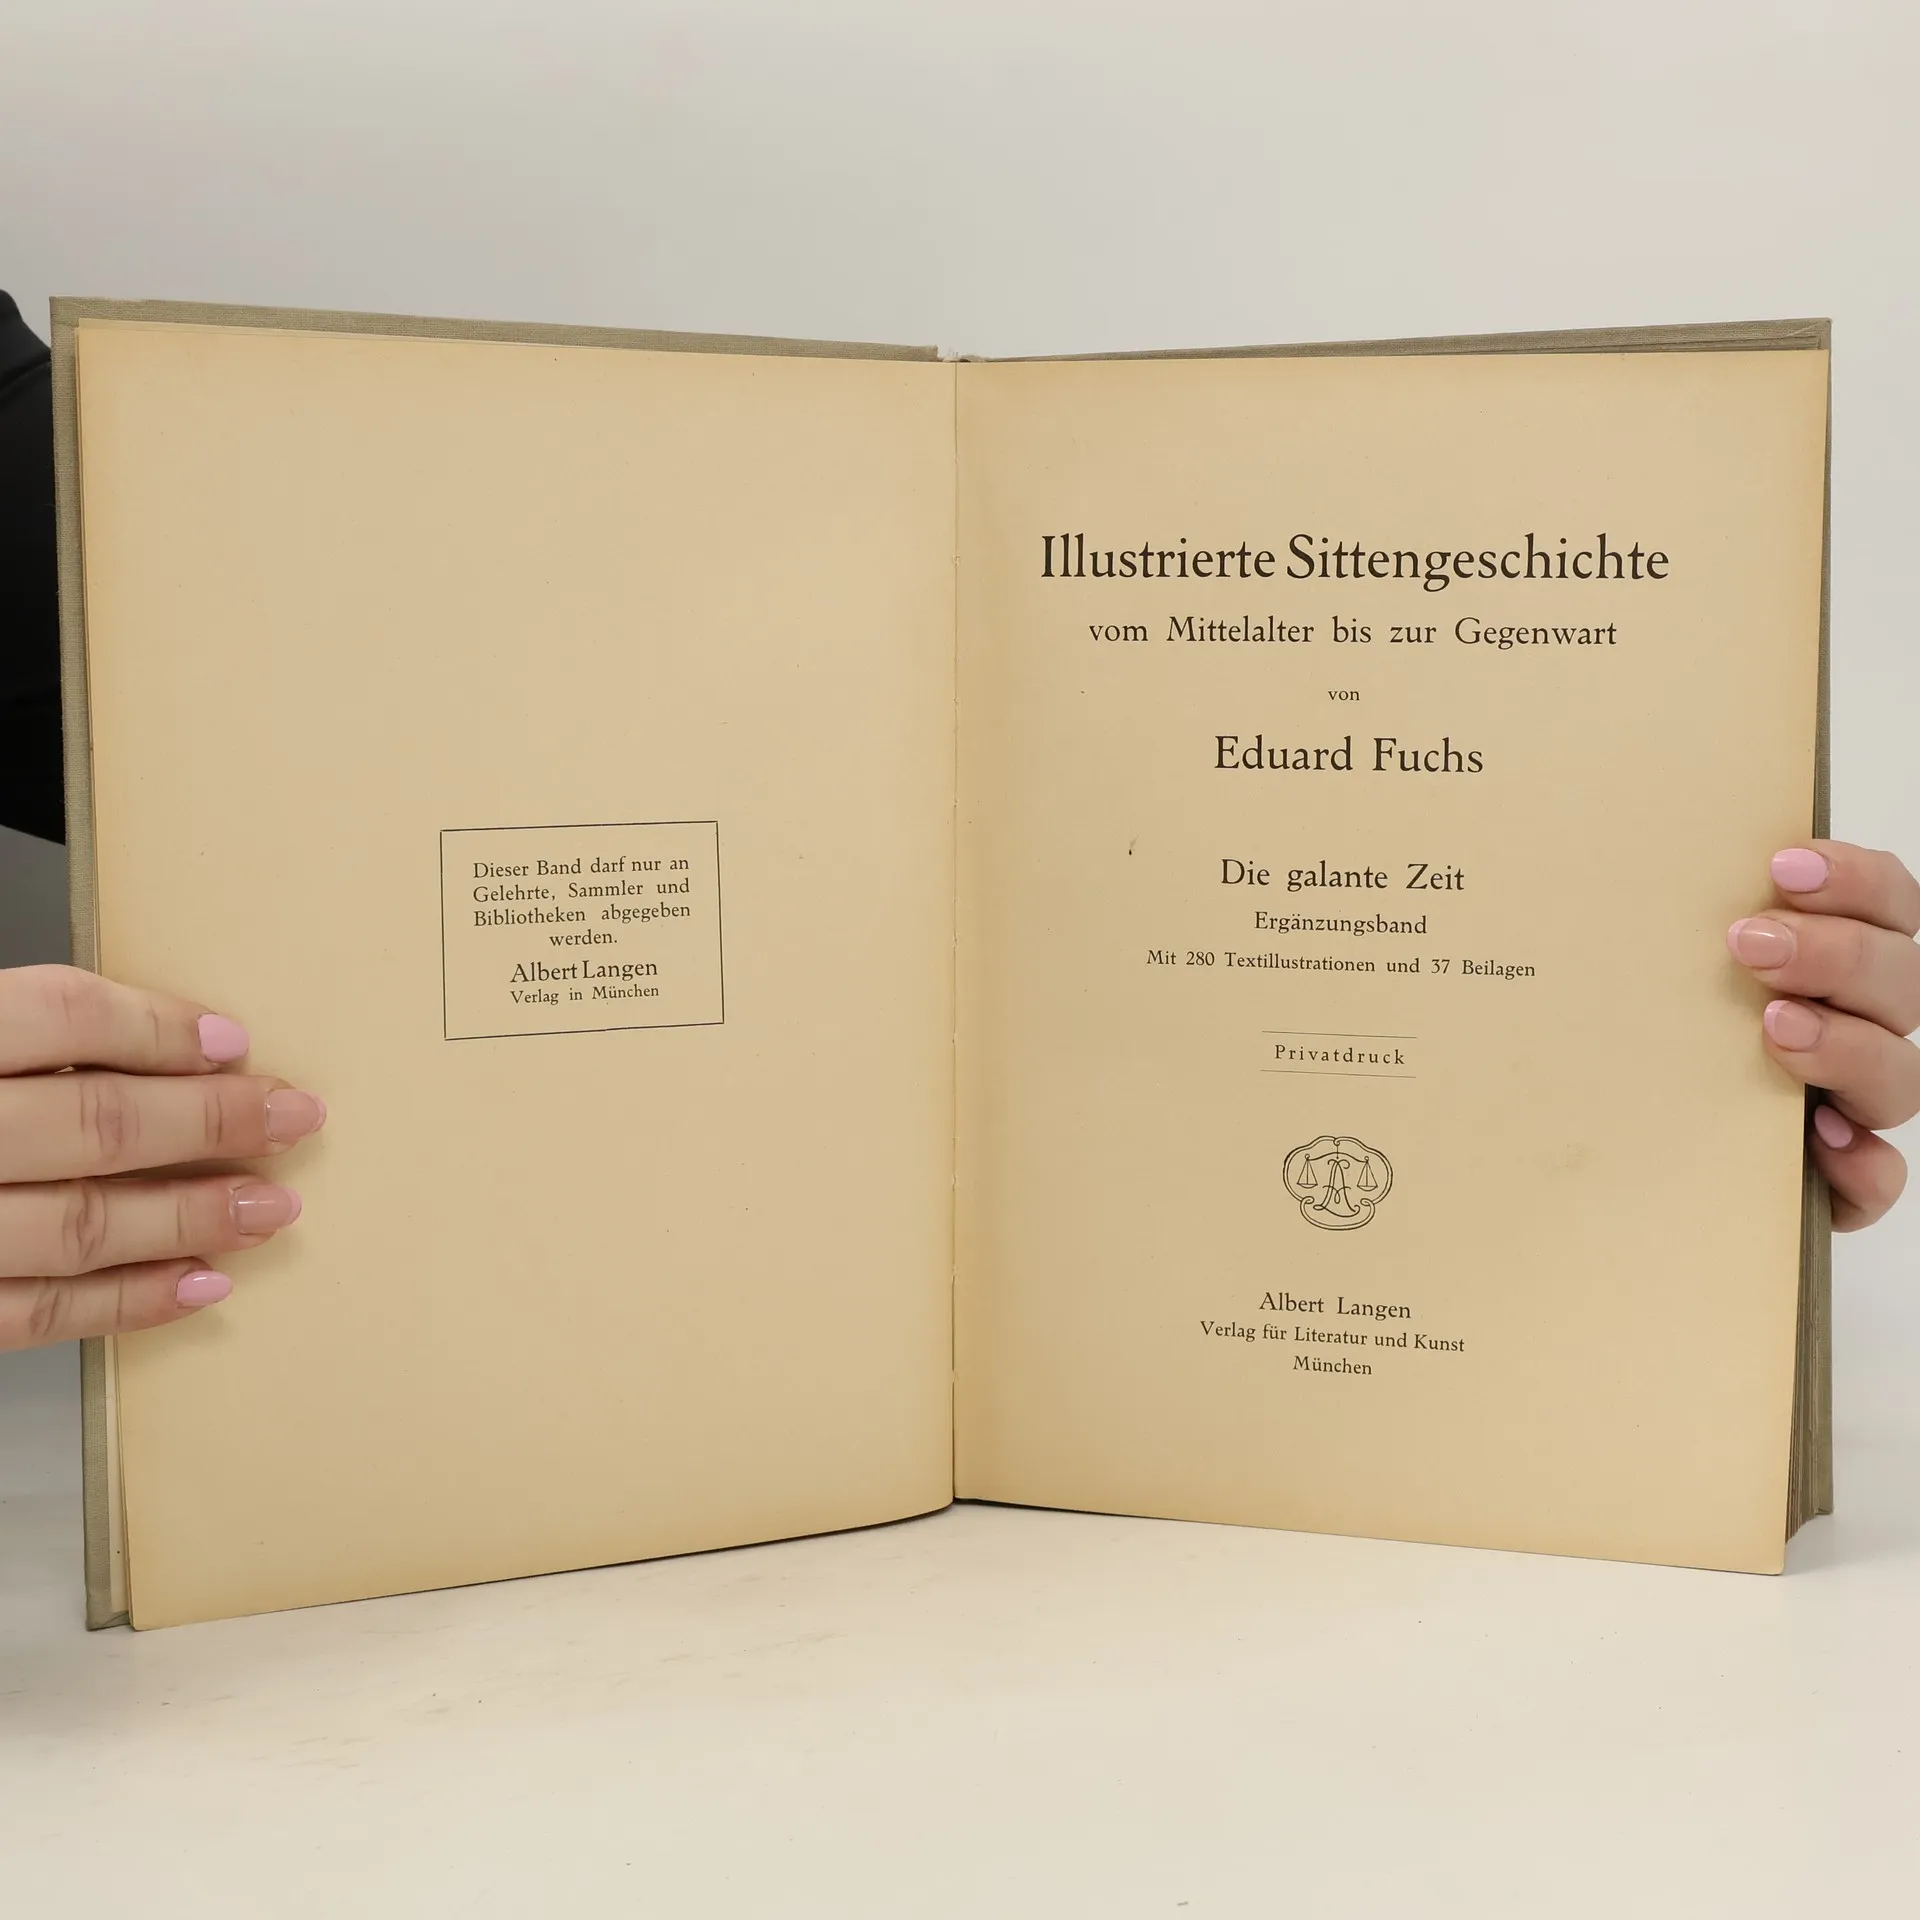 Dieser Band darf nur an
Gelehrte, Sammler und
Bibliotheken abgegeben
werden.
Albert Langen
Verlag in München
Illustrierte Sittengeschichte
vom Mittelalter bis zur Gegenwart
von
Eduard Fuchs
Die galante Zeit
Ergänzungsband
Mit 280 Textillustrationen und 37 Beilagen
Privatdruck
AL
Albert Langen
Verlag für Literatur und Kunst
München